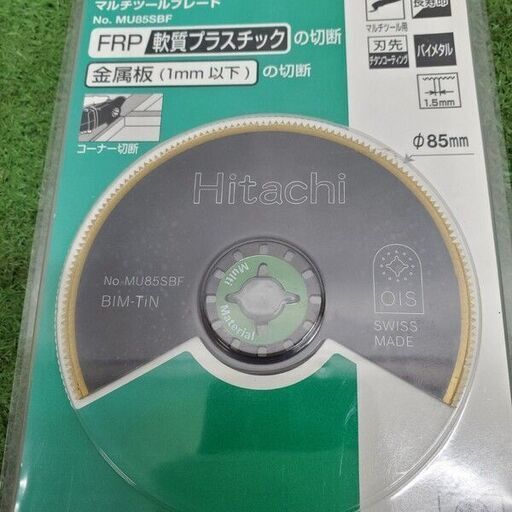 マルチツールブレード
No. MU85SBF
FRP 軟質プラスチック の切断
金属板(1mm以下) の切断
コーナー切断
マルチツール用
長寿命
刃先
チタンコーティング
バイメタル
1.5mm
φ85mm
Hitachi
No.MU85SBF
BIM-TiN
Multi
Material
OIS
SWISS
MADE